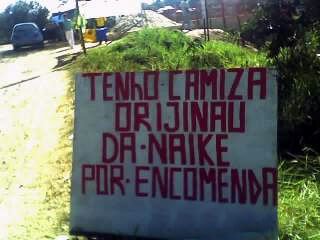 TENHO·CAMIZA
ORIJINAU
DA·NAIKE
POR·ENCOMENDA